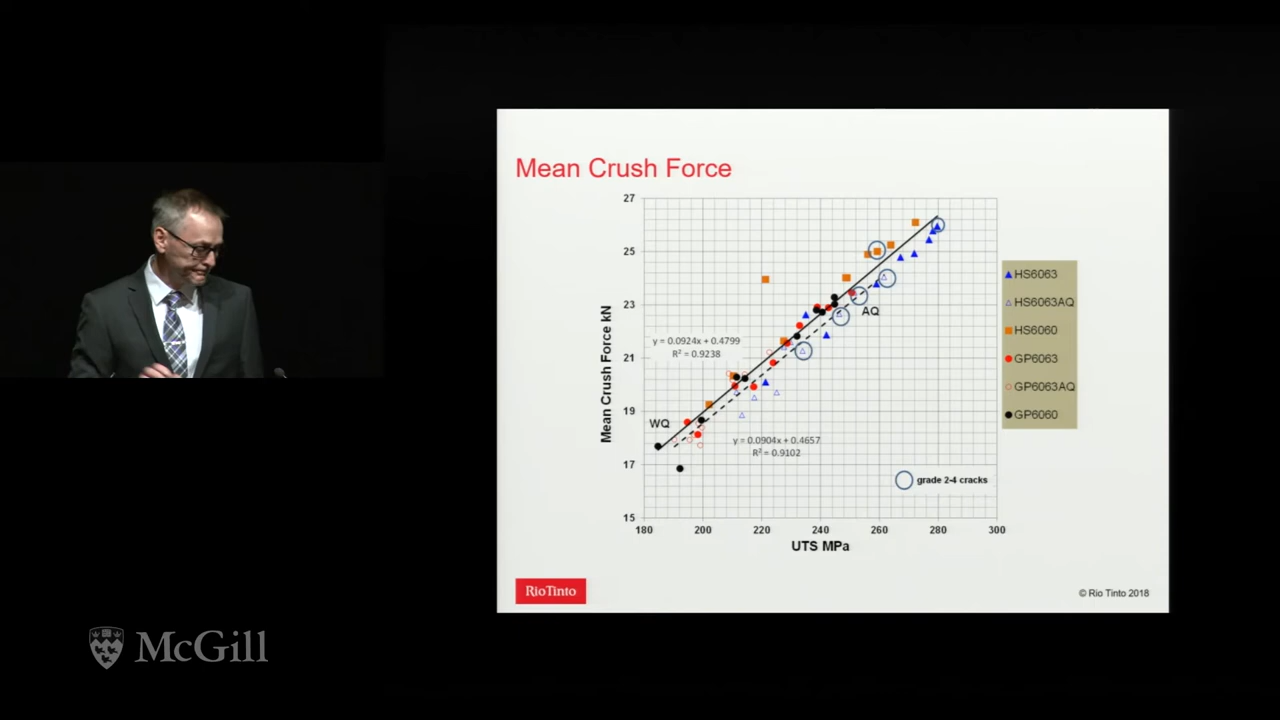 Mean Crush Force
27
25
23
21
19
17
15
Mean Crush Force kN
180
200
220
240
260
280
300
UTS MPa
y = 0.0924x + 0.4799
R² = 0.9238
WQ
AQ
y = 0.0904x + 0.4657
R² = 0.9102
grade 2-4 cracks
HS6063
HS6063AQ
HS6060
GP6063
GP6063AQ
GP6060
RioTinto
© Rio Tinto 2018
McGill